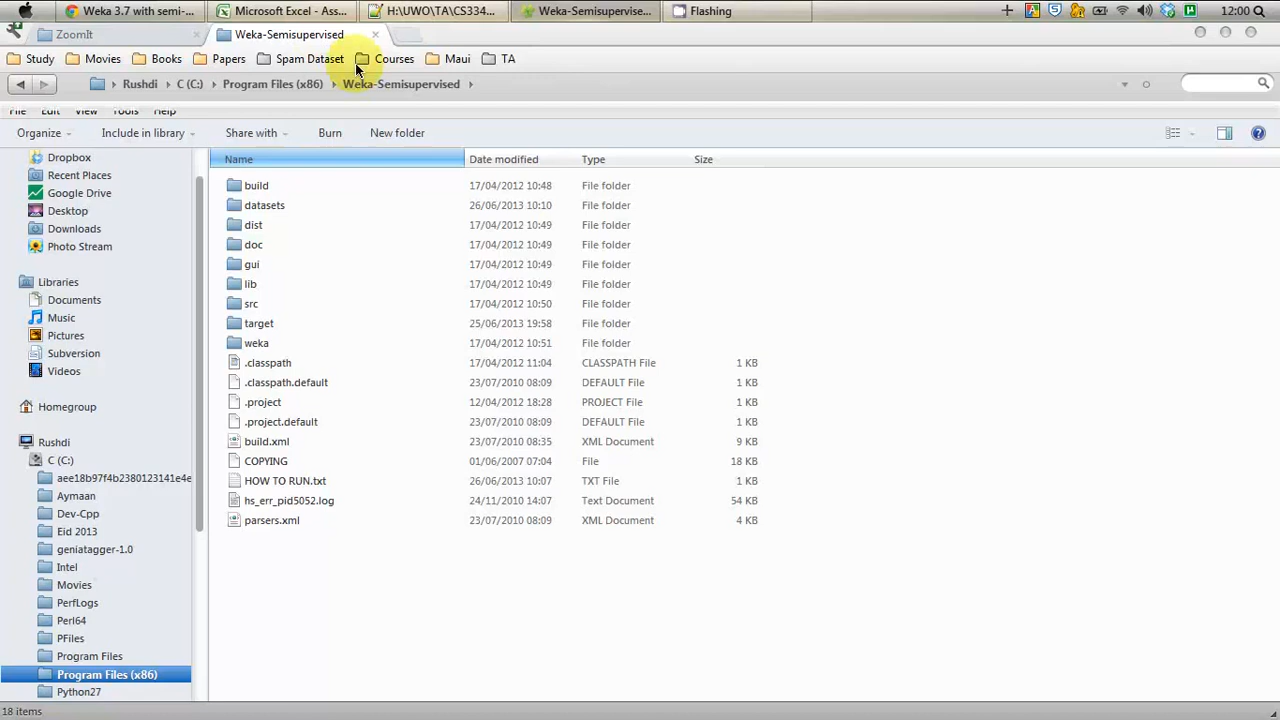 Weka 3.7 with semi-... Microsoft Excel - Ass... H:\UWO\TA\CS334... Weka-Semisupervise... Flashing 12:00
ZoomIt Weka-Semisupervised
Study Movies Books Papers Spam Dataset Courses Maui TA
Rushdi C (C:) Program Files (x86) Weka-Semisupervised
File Edit View Tools Help
Organize Include in library Share with Burn New folder
Name Date modified Type Size
Dropbox
Recent Places
Google Drive
Desktop
Downloads
Photo Stream
Libraries
Documents
Music
Pictures
Subversion
Videos
Homegroup
Rushdi
C (C:)
aee18b97f4b2380123141e4e
Aymaan
Dev-Cpp
Eid 2013
geniatagger-1.0
Intel
Movies
PerfLogs
Perl64
PFiles
Program Files
Program Files (x86)
Python27
build 17/04/2012 10:48 File folder
datasets 26/06/2013 10:10 File folder
dist 17/04/2012 10:49 File folder
doc 17/04/2012 10:49 File folder
gui 17/04/2012 10:49 File folder
lib 17/04/2012 10:49 File folder
src 17/04/2012 10:50 File folder
target 25/06/2013 19:58 File folder
weka 17/04/2012 10:51 File folder
.classpath 17/04/2012 11:04 CLASSPATH File 1 KB
.classpath.default 23/07/2010 08:09 DEFAULT File 1 KB
.project 12/04/2012 18:28 PROJECT File 1 KB
.project.default 23/07/2010 08:09 DEFAULT File 1 KB
build.xml 23/07/2010 08:35 XML Document 9 KB
COPYING 01/06/2007 07:04 File 18 KB
HOW TO RUN.txt 26/06/2013 10:07 TXT File 1 KB
hs_err_pid5052.log 24/11/2010 14:07 Text Document 54 KB
parsers.xml 23/07/2010 08:09 XML Document 4 KB
18 items